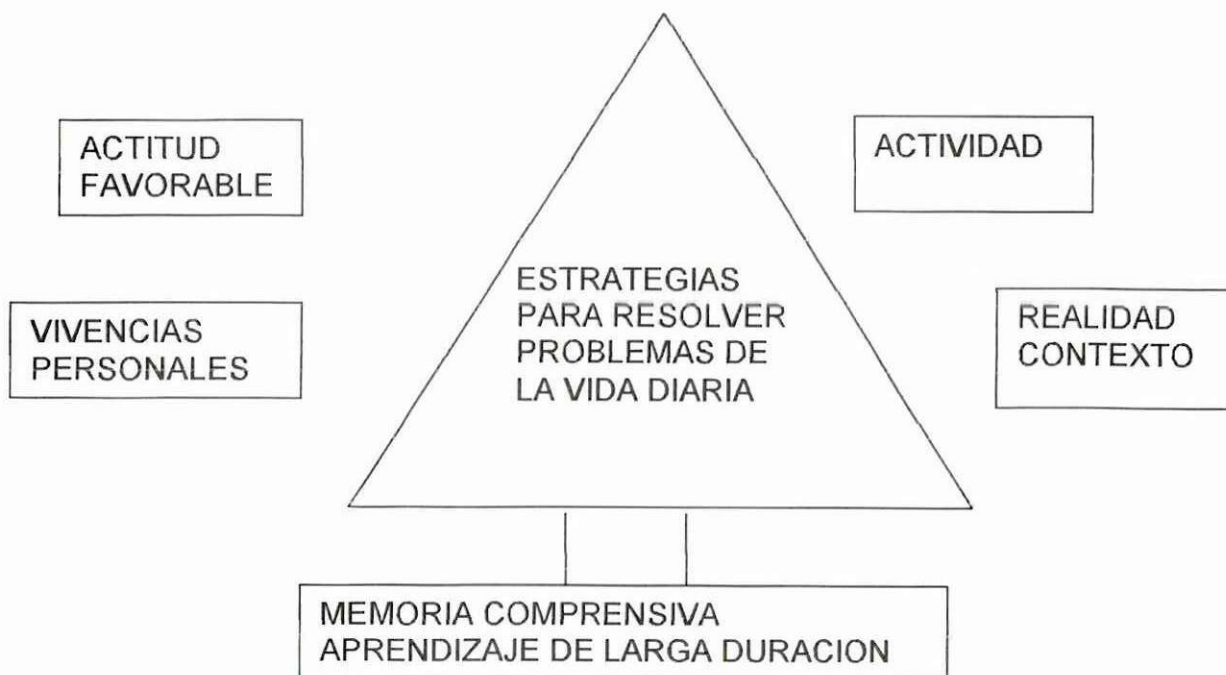 ACTITUD
FAVORABLE
ACTIVIDAD
ESTRATEGIAS
PARA RESOLVER
PROBLEMAS DE
LA VIDA DIARIA
VIVENCIAS
PERSONALES
REALIDAD
CONTEXTO
MEMORIA COMPRENSIVA
APRENDIZAJE DE LARGA DURACION